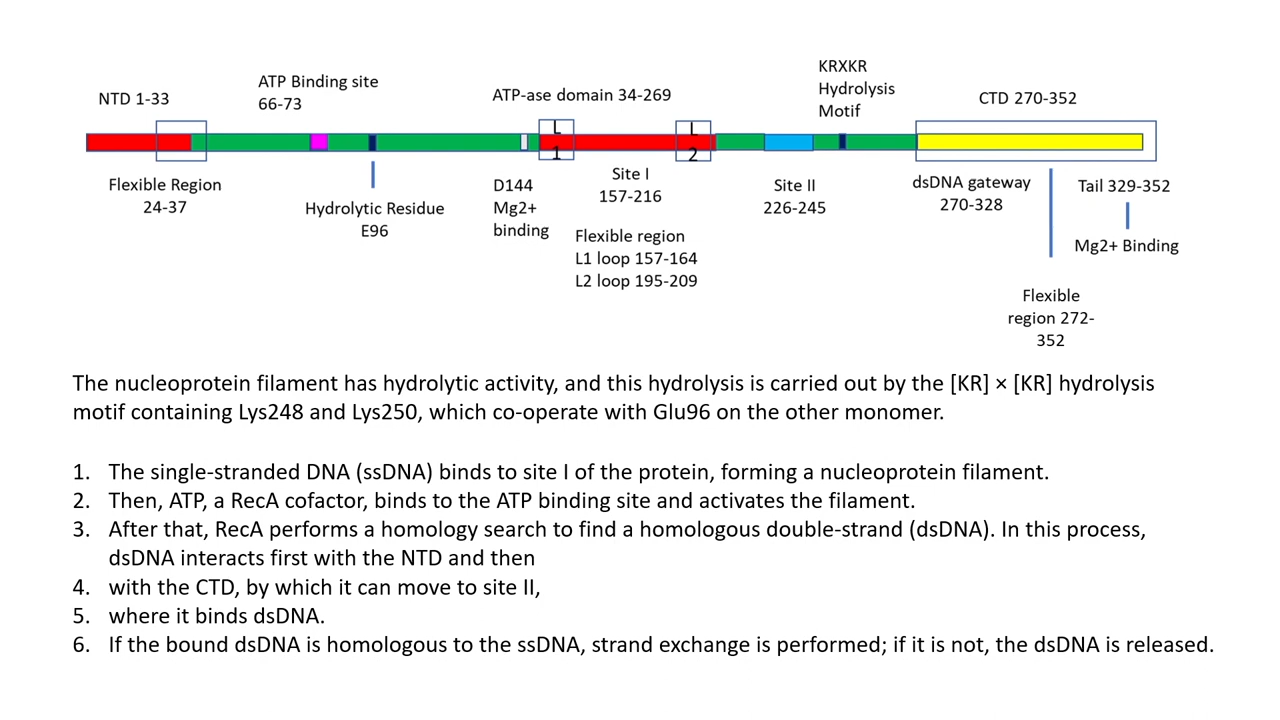 KRXKR
Hydrolysis
Motif
ATP Binding site
66-73
NTD 1-33
ATP-ase domain 34-269
CTD 270-352
L
1
L
2
Flexible Region
24-37
Hydrolytic Residue
E96
D144
Mg2+
binding
Site I
157-216
Flexible region
L1 loop 157-164
L2 loop 195-209
Site II
226-245
dsDNA gateway
270-328
Tail 329-352
Mg2+ Binding
Flexible
region 272-
352
The nucleoprotein filament has hydrolytic activity, and this hydrolysis is carried out by the [KR] × [KR] hydrolysis
motif containing Lys248 and Lys250, which co-operate with Glu96 on the other monomer.
1. The single-stranded DNA (ssDNA) binds to site I of the protein, forming a nucleoprotein filament.
2. Then, ATP, a RecA cofactor, binds to the ATP binding site and activates the filament.
3. After that, RecA performs a homology search to find a homologous double-strand (dsDNA). In this process,
dsDNA interacts first with the NTD and then
4. with the CTD, by which it can move to site II,
5. where it binds dsDNA.
6. If the bound dsDNA is homologous to the ssDNA, strand exchange is performed; if it is not, the dsDNA is released.